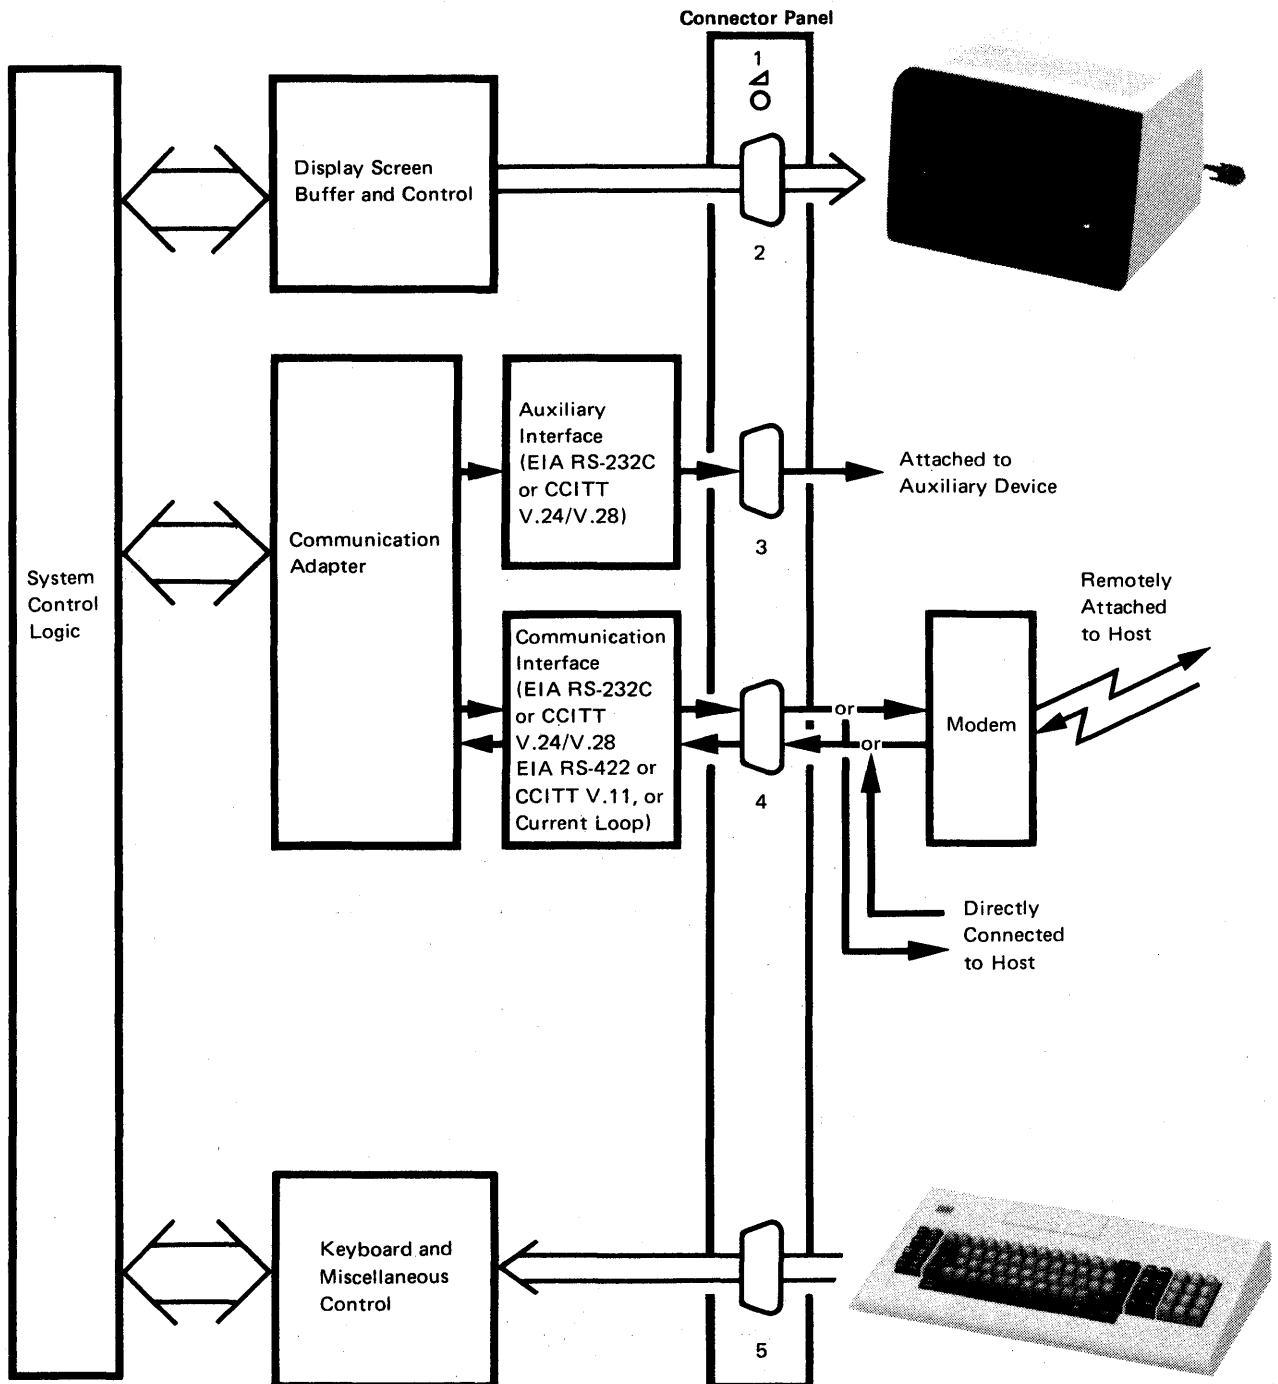 Connector Panel
1
Display Screen
Buffer and Control
2
Auxiliary
Interface
(EIA RS-232C
or CCITT
V.24/V.28)
3
Attached to
Auxiliary Device
Communication
Adapter
System
Control
Logic
Communication
Interface
(EIA RS-232C
or CCITT
V.24/V.28
EIA RS-422 or
CCITT V.11, or
Current Loop)
4
or
or
Modem
Remotely
Attached
to Host
Directly
Connected
to Host
Keyboard and
Miscellaneous
Control
5